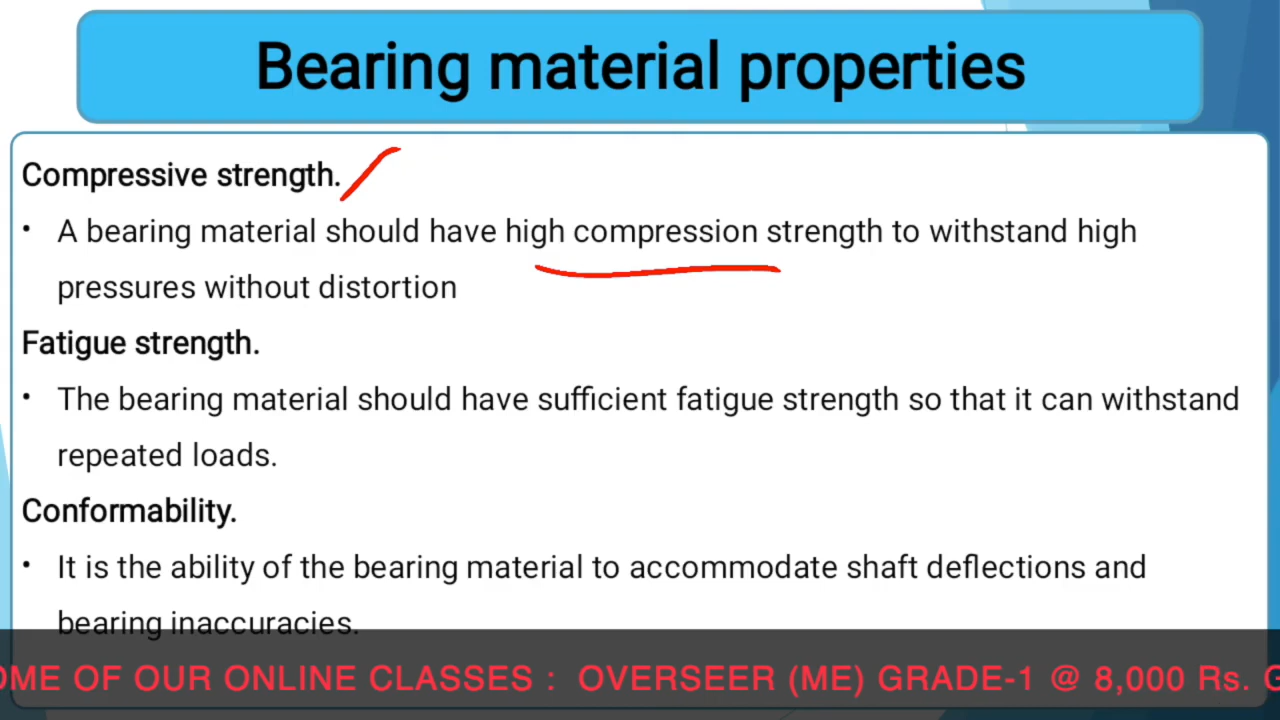 Bearing material properties
Compressive strength.
• A bearing material should have high compression strength to withstand high
pressures without distortion
Fatigue strength.
• The bearing material should have sufficient fatigue strength so that it can withstand
repeated loads.
Conformability.
• It is the ability of the bearing material to accommodate shaft deflections and
bearing inaccuracies.
OME OF OUR ONLINE CLASSES : OVERSEER (ME) GRADE-1 @ 8,000 Rs. G